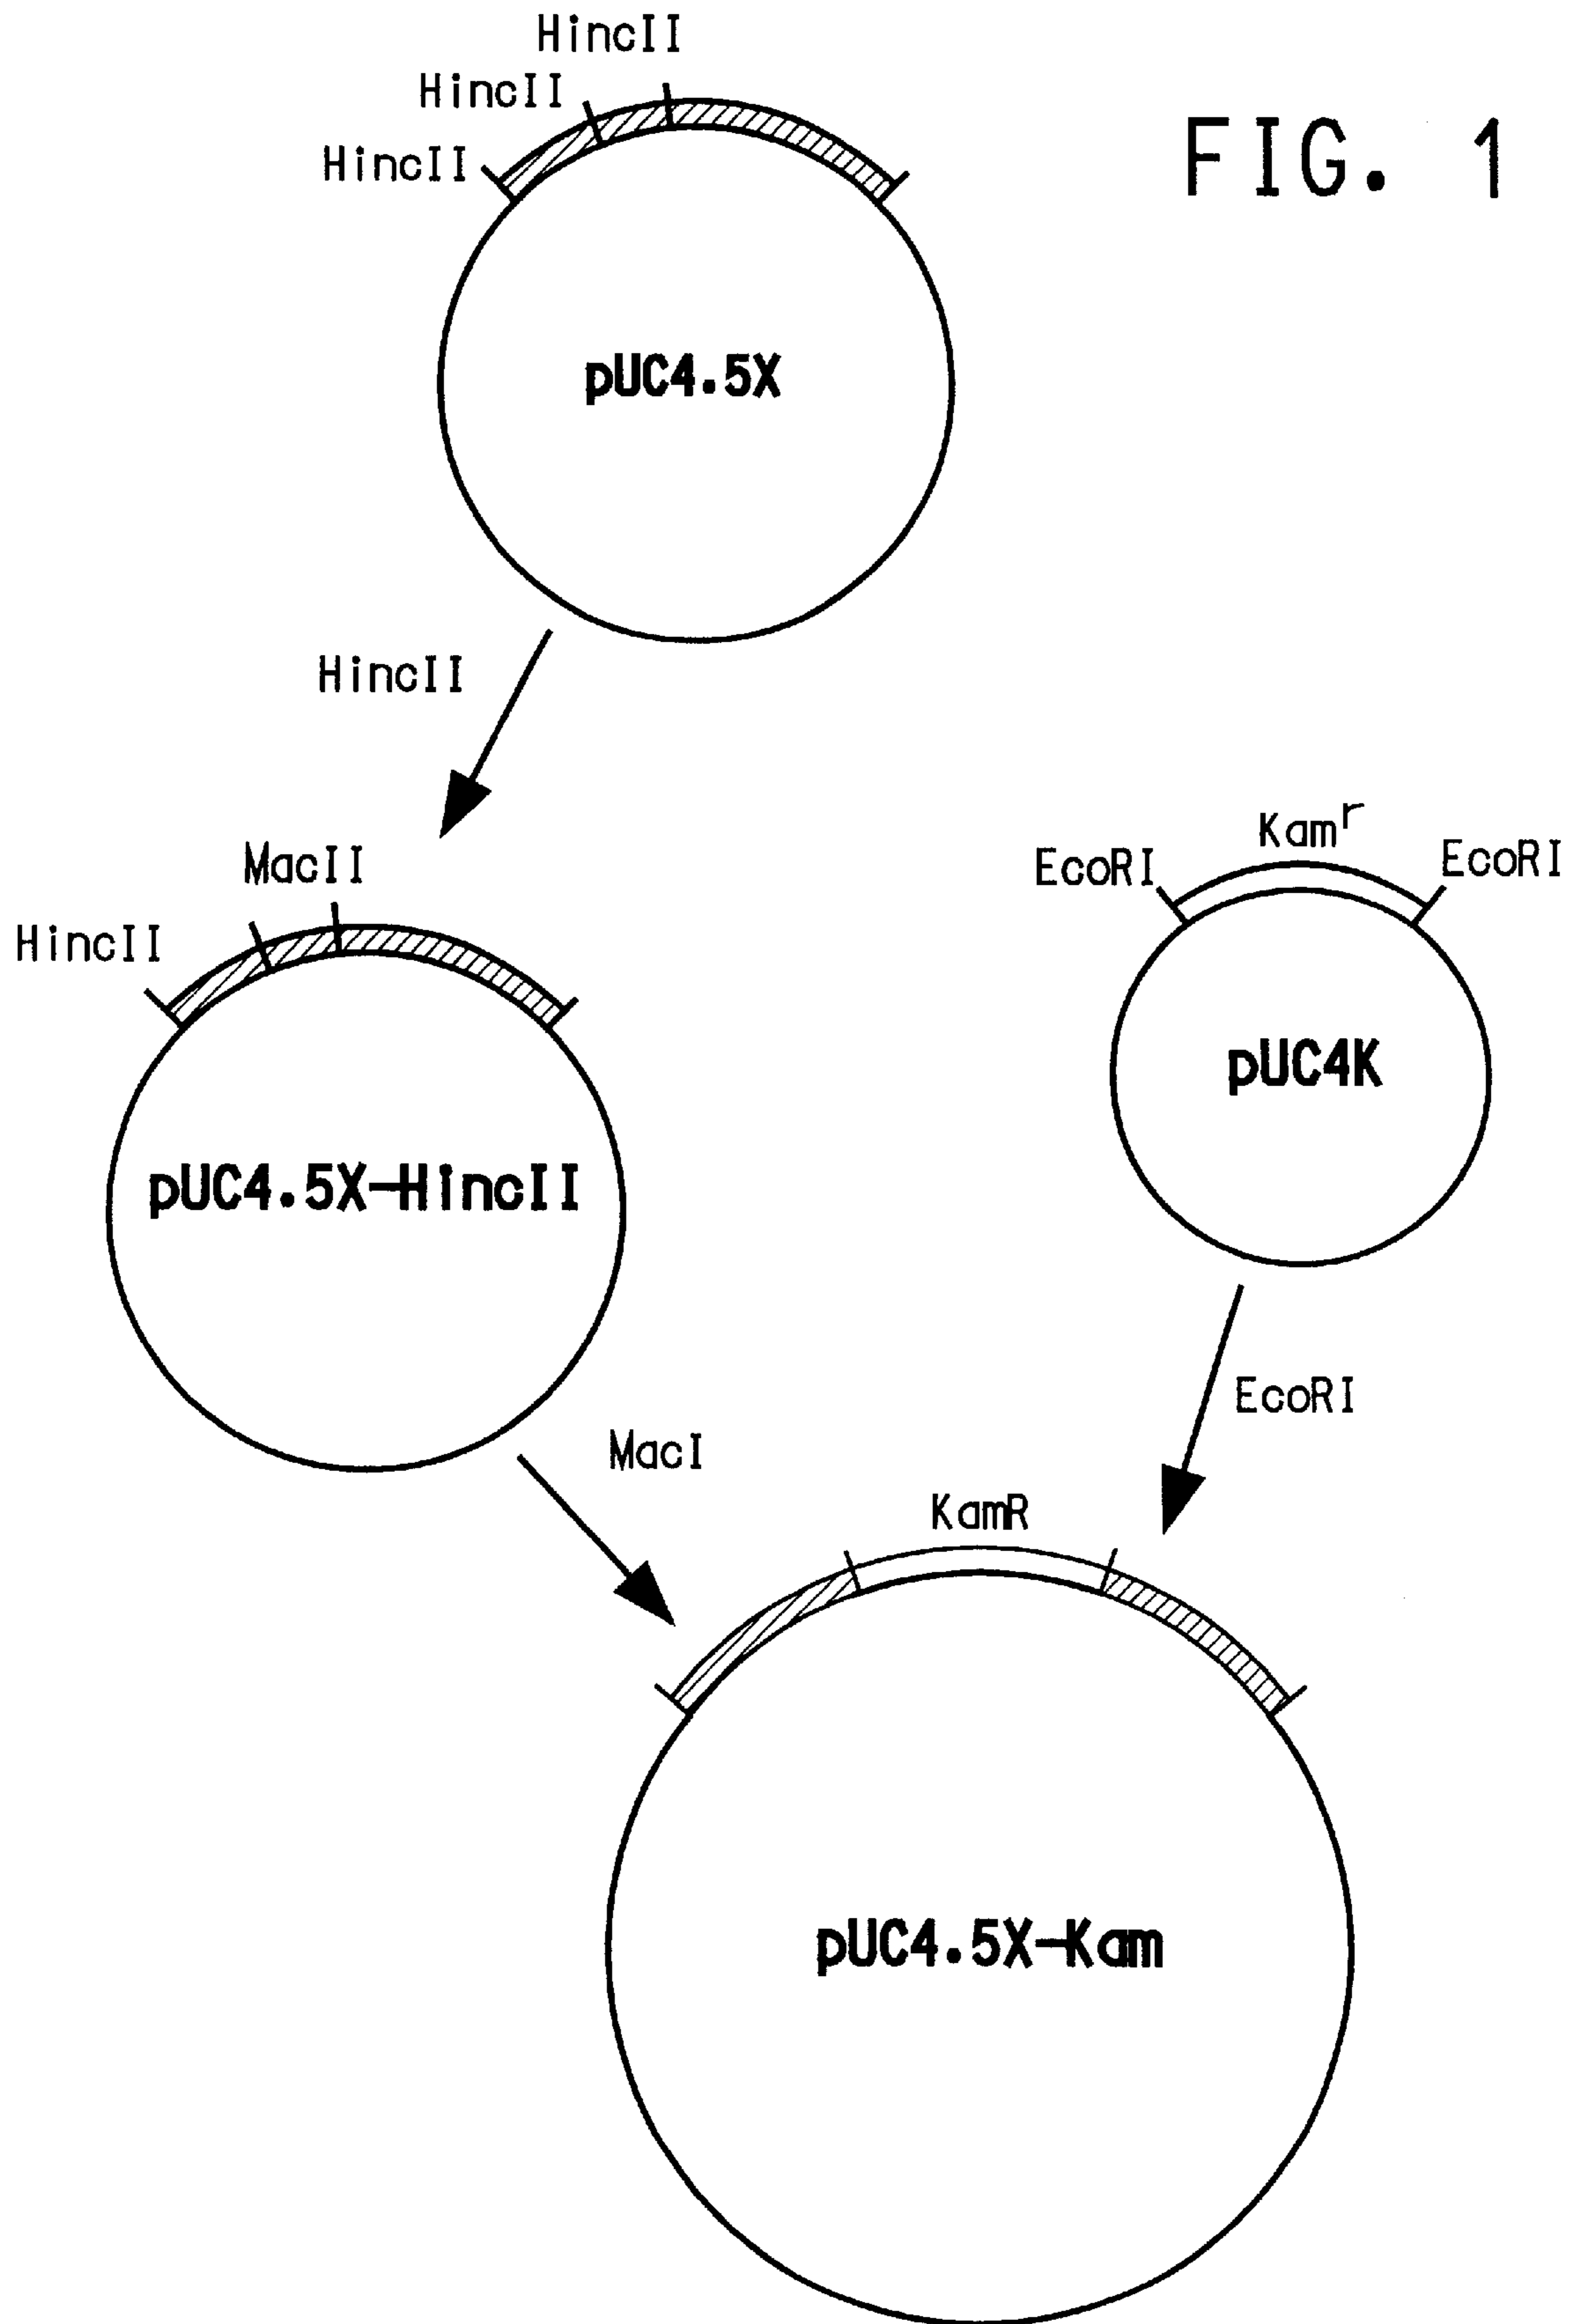 HincII
HincII
HincII
FIG. 1
pUC4.5X
HincII
MacII
HincII
Kamʳ
EcoRI
EcoRI
pUC4K
pUC4.5X-HincII
EcoRI
MacI
KamR
pUC4.5X-Kam